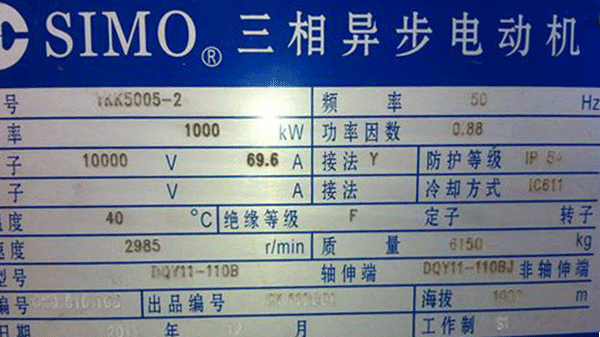 C SIMO® 三相异步电动机
号 YKK5005-2 频率 50 Hz
率 1000 kW 功率因数 0.88
子 10000 V 69.6 A 接法 Y 防护等级 IP 54
子 V A 接法 冷却方式 IC611
温度 40 °C 绝缘等级 F 定子 转子
速度 2985 r/min 质量 6150 kg
型号 DQY11-110B 轴伸端 DQY11-110BJ 非轴伸端
编号 出品编号 海拔 1000 m
日期 2011 年 12 月 工作制 S1